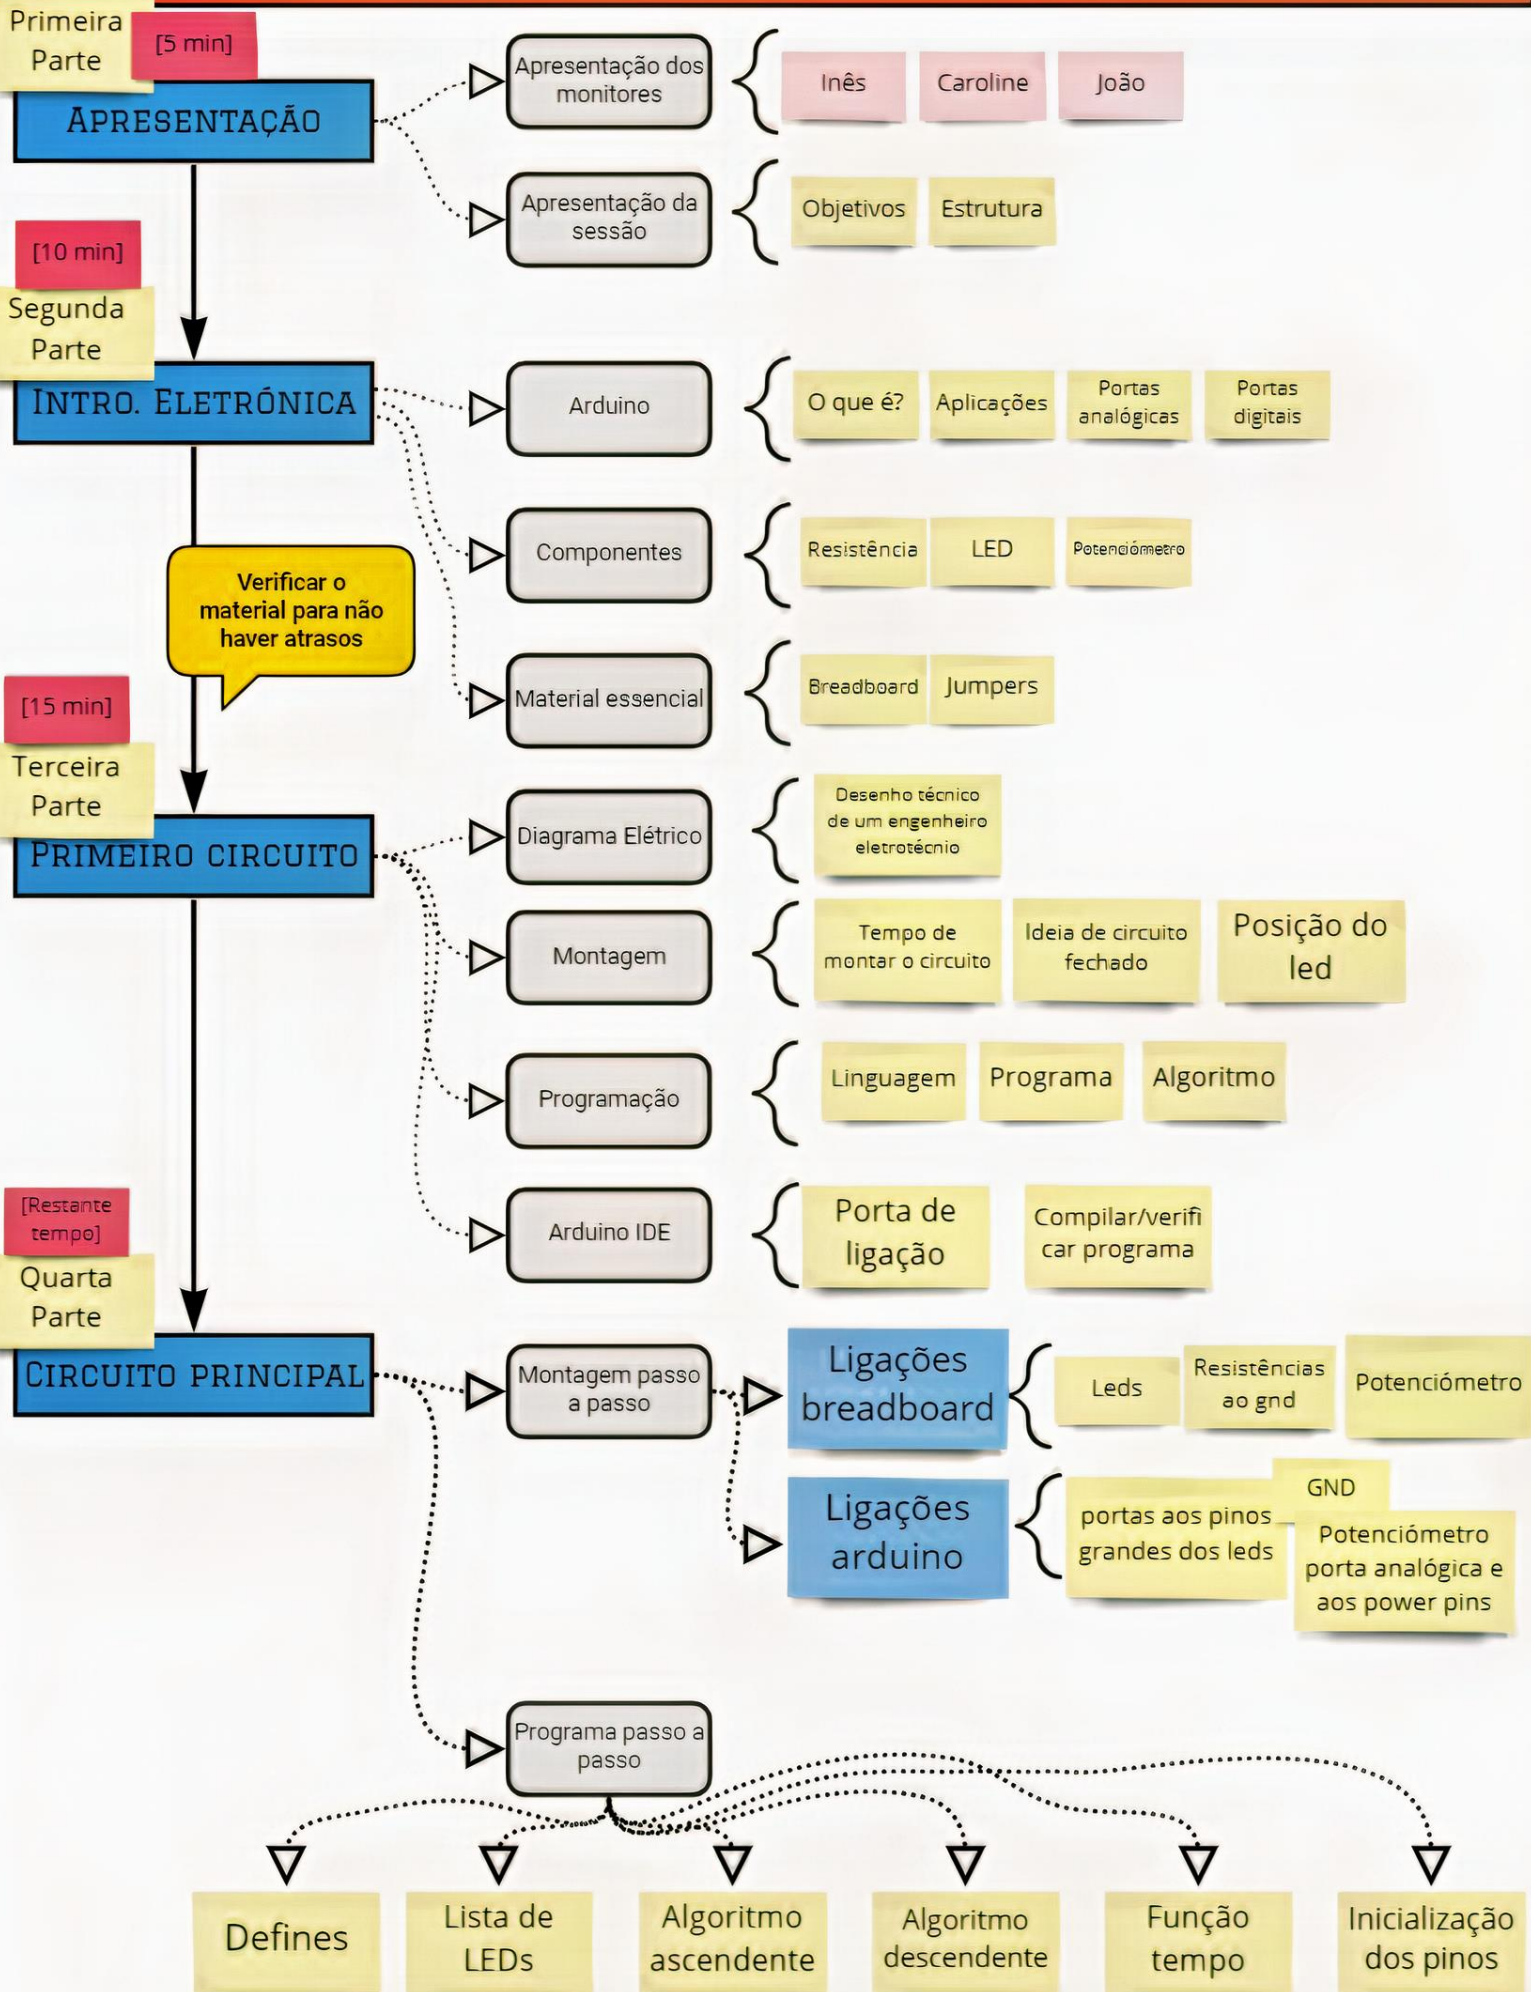 Primeira
Parte
[5 min]
APRESENTAÇÃO
Apresentação dos
monitores
Inês
Caroline
João
Apresentação da
sessão
Objetivos
Estrutura
[10 min]
Segunda
Parte
INTRO. ELETRÓNICA
Arduino
O que é?
Aplicações
Portas
analógicas
Portas
digitais
Componentes
Resistência
LED
Potenciómetro
Verificar o
material para não
haver atrasos
Material essencial
Breadboard
Jumpers
[15 min]
Terceira
Parte
PRIMEIRO CIRCUITO
Diagrama Elétrico
Desenho técnico
de um engenheiro
eletrotécnio
Montagem
Tempo de
montar o circuito
Ideia de circuito
fechado
Posição do
led
Programação
Linguagem
Programa
Algoritmo
Arduino IDE
Porta de
ligação
Compilar/verifi
car programa
[Restante
tempo]
Quarta
Parte
CIRCUITO PRINCIPAL
Montagem passo
a passo
Ligações
breadboard
Leds
Resistências
ao gnd
Potenciómetro
Ligações
arduino
portas aos pinos
grandes dos leds
GND
Potenciómetro
porta analógica e
aos power pins
Programa passo a
passo
Defines
Lista de
LEDs
Algoritmo
ascendente
Algoritmo
descendente
Função
tempo
Inicialização
dos pinos